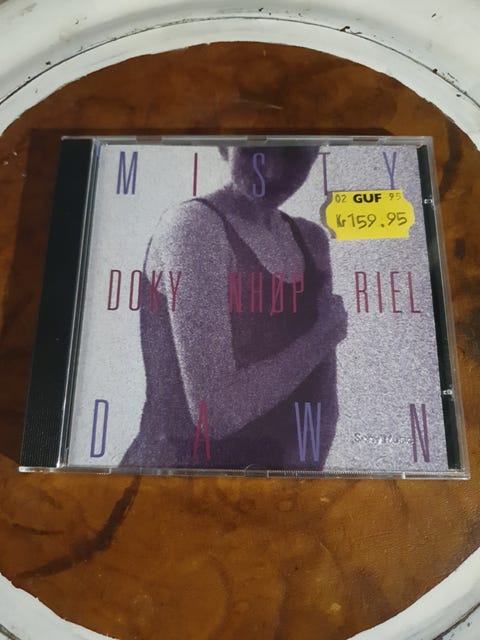 MISTY
02 GUF 95
Kr 159.95
DOKY NHØP RIEL
DAWN